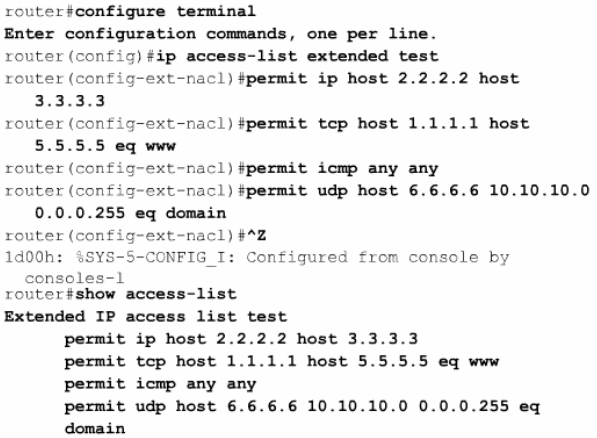 router#configure terminal
Enter configuration commands, one per line.
router(config)#ip access-list extended test
router(config-ext-nacl)#permit ip host 2.2.2.2 host
3.3.3.3
router(config-ext-nacl)#permit tcp host 1.1.1.1 host
5.5.5.5 eq www
router(config-ext-nacl)#permit icmp any any
router(config-ext-nacl)#permit udp host 6.6.6.6 10.10.10.0
0.0.0.255 eq domain
router(config-ext-nacl)#^Z
1d00h: %SYS-5-CONFIG_I: Configured from console by
consoles-l
router#show access-list
Extended IP access list test
permit ip host 2.2.2.2 host 3.3.3.3
permit tcp host 1.1.1.1 host 5.5.5.5 eq www
permit icmp any any
permit udp host 6.6.6.6 10.10.10.0 0.0.0.255 eq
domain